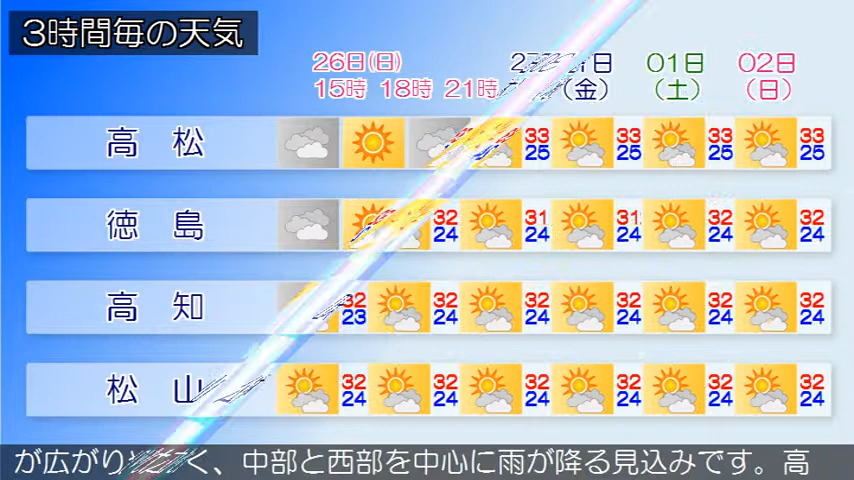 3時間毎の天気
26日(日)
15時 18時 21時 (金) 01日(土) 02日(日)
高松 33 25 33 25 33 25 33 25
徳島 32 24 31 24 31 24 32 24 32 24
高知 32 23 32 24 32 24 32 24 32 24 32 24
松山 32 24 32 24 32 24 32 24 32 24 32 24
が広がり く、中部と西部を中心に雨が降る見込みです。高